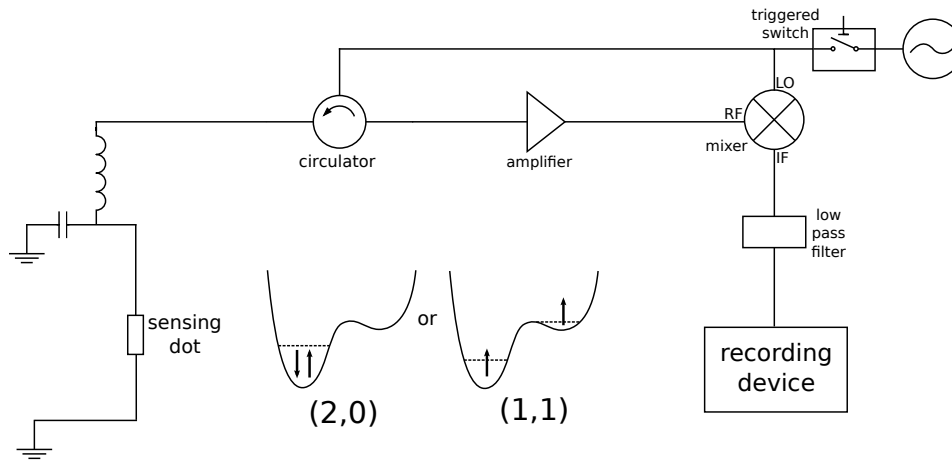 triggered
switch
LO
RF
mixer
IF
circulator
amplifier
low
pass
filter
sensing
dot
or
(2,0)
(1,1)
recording
device